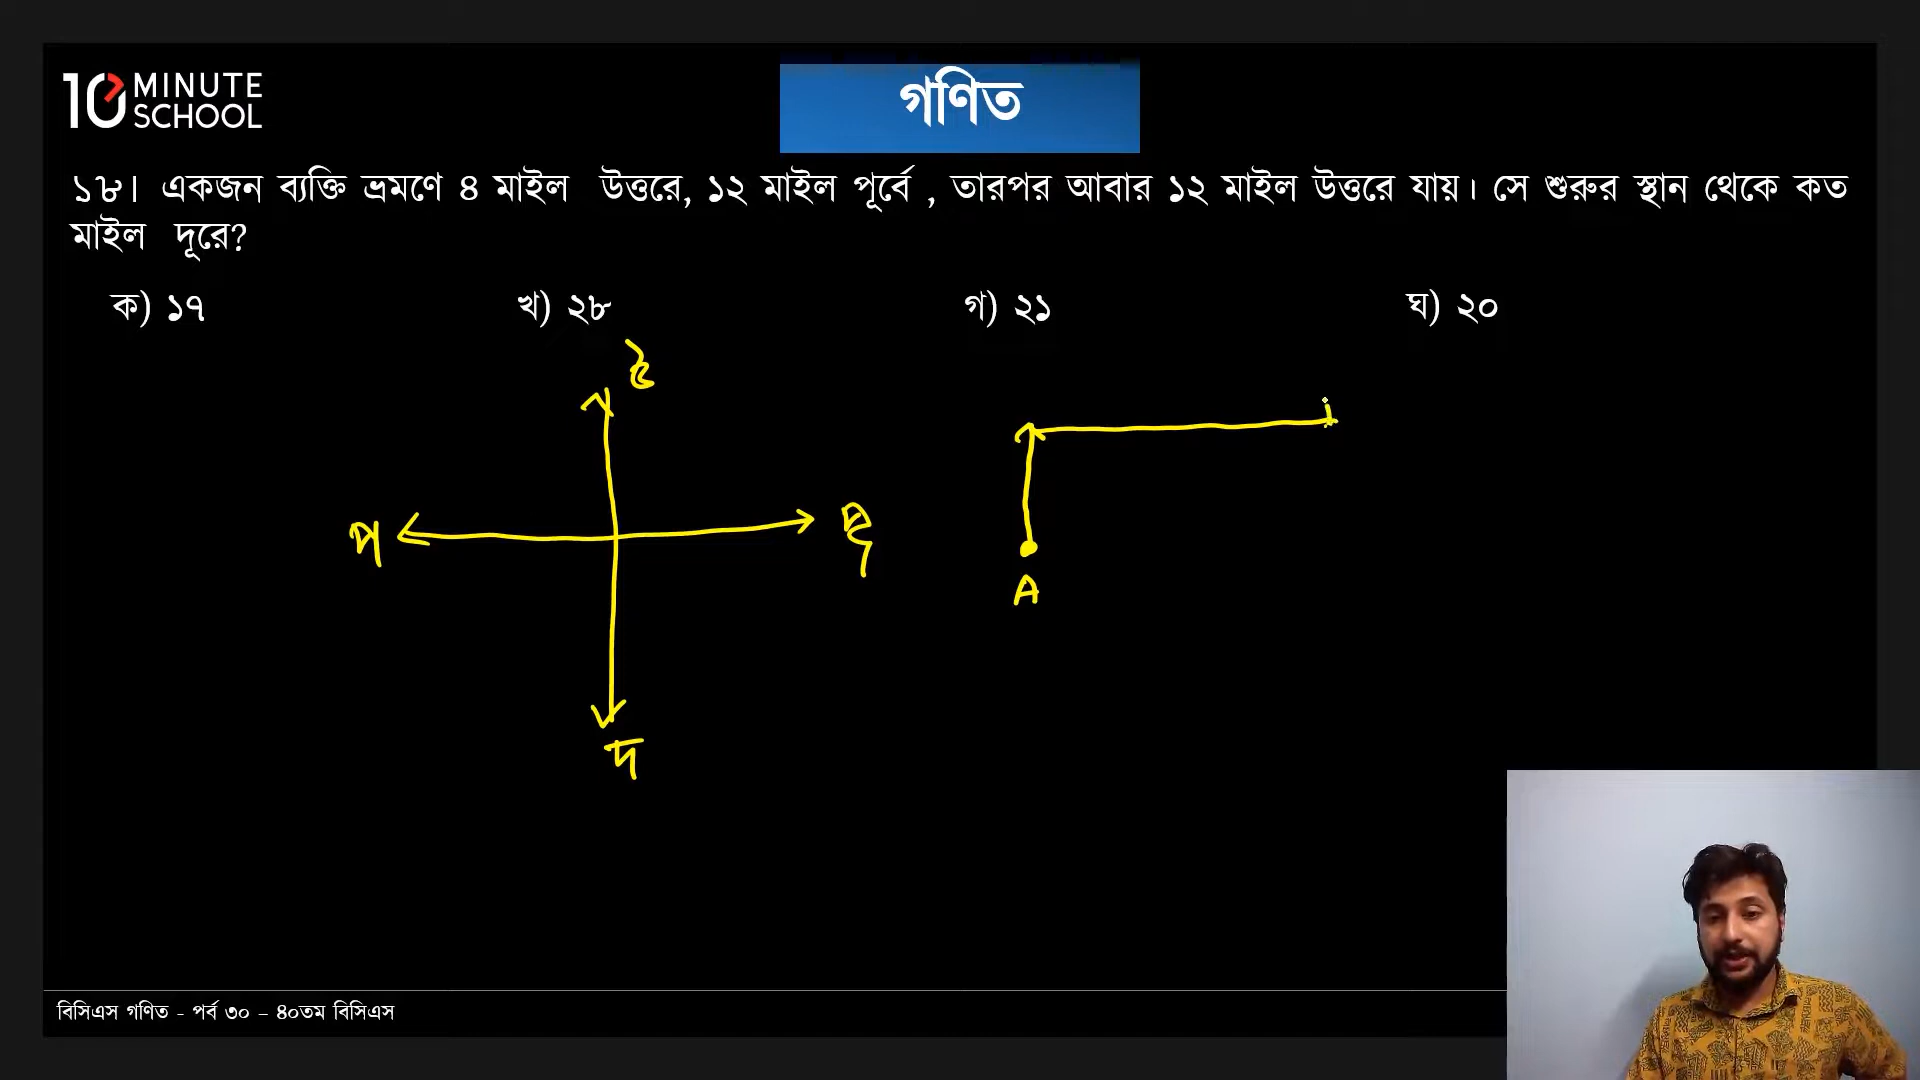 10 MINUTE SCHOOL
গণিত
১৮। একজন ব্যক্তি ভ্রমণে ৪ মাইল উত্তরে, ১২ মাইল পূর্বে , তারপর আবার ১২ মাইল উত্তরে যায়। সে শুরুর স্থান থেকে কত
মাইল দূরে?
ক) ১৭ খ) ২৮ গ) ২১ ঘ) ২০
উ
প পূ
A
দ
বিসিএস গণিত - পর্ব ৩০ – ৪০তম বিসিএস